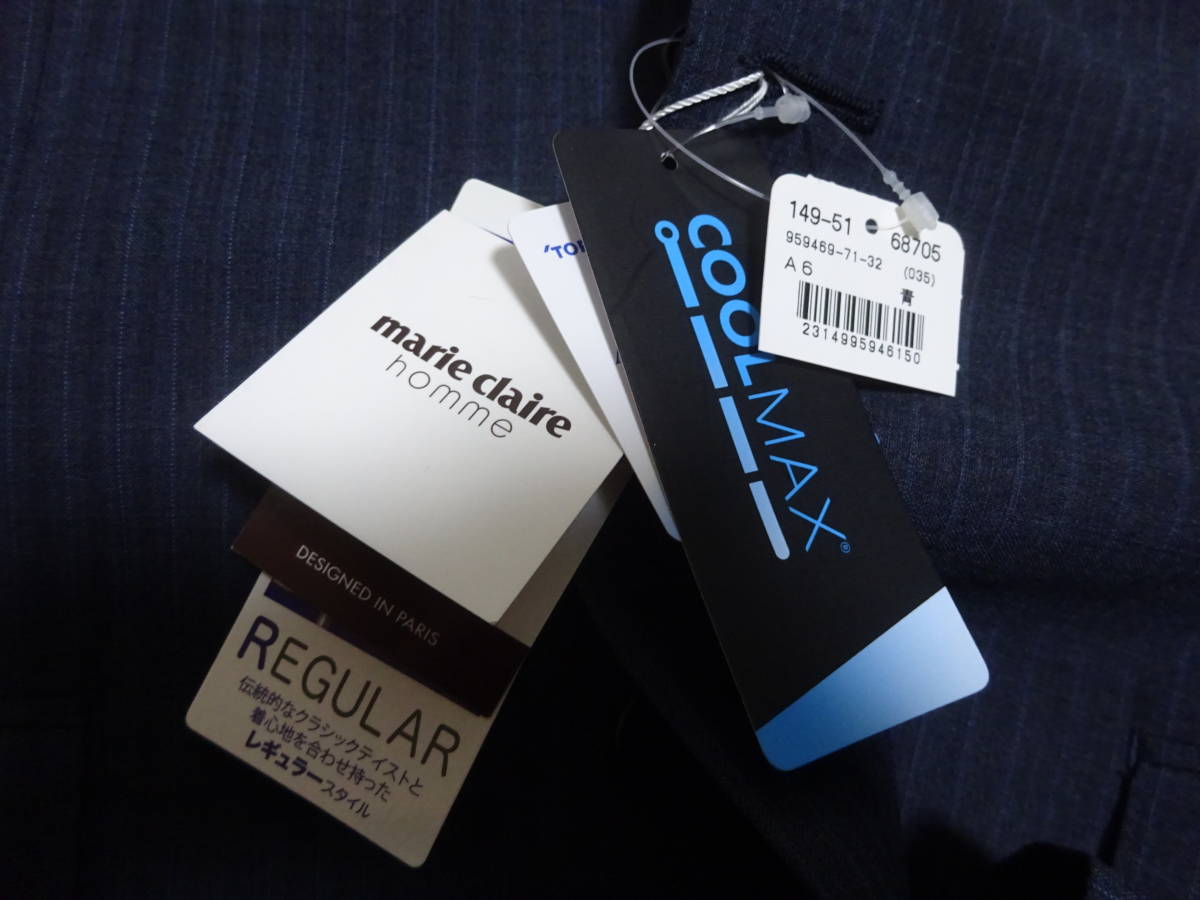 marie claire
homme
DESIGNED IN PARIS
REGULAR
伝統的なクラシックテイストと
着心地を合わせ持った
レギュラースタイル
COOLMAX®
149-51 68705
959469-71-32 (035)
A6 青
2314995946150